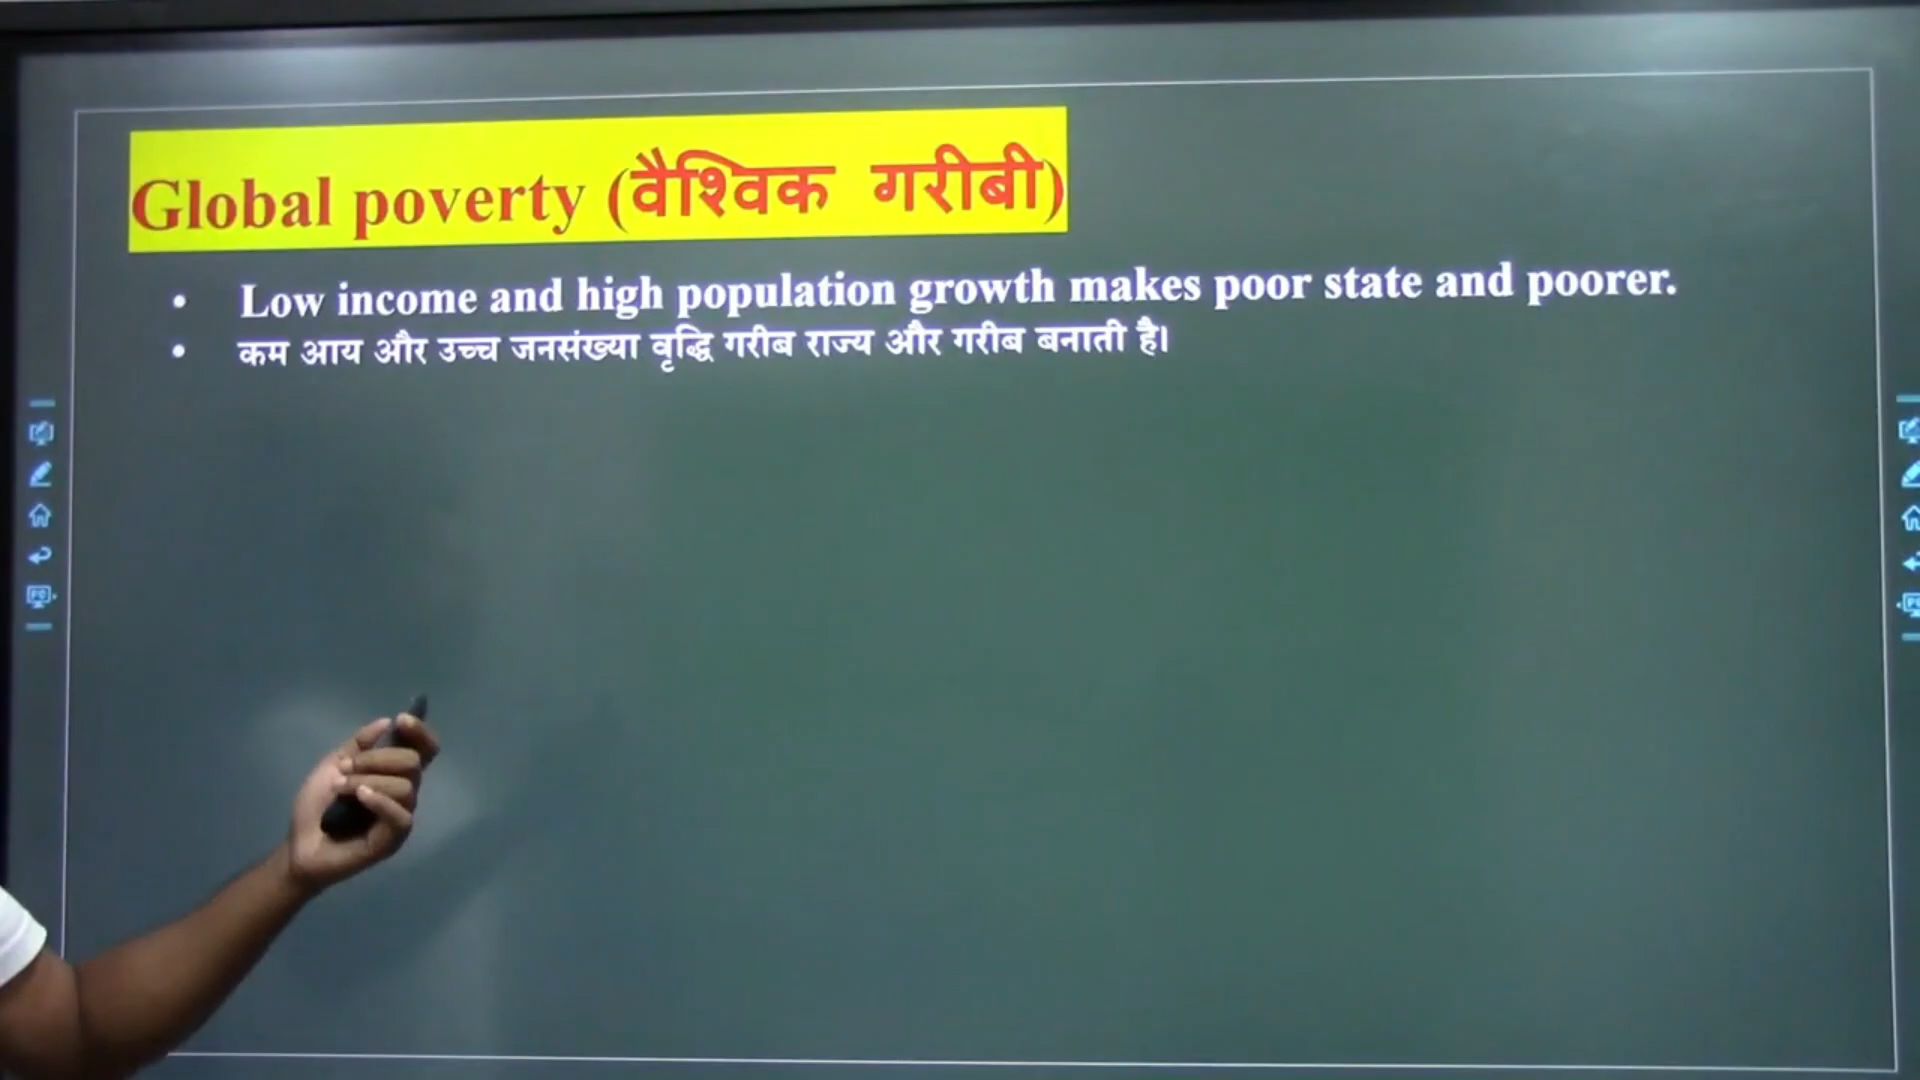 Global poverty (वैश्विक गरीबी)
• Low income and high population growth makes poor state and poorer.
• कम आय और उच्च जनसंख्या वृद्धि गरीब राज्य और गरीब बनाती है।